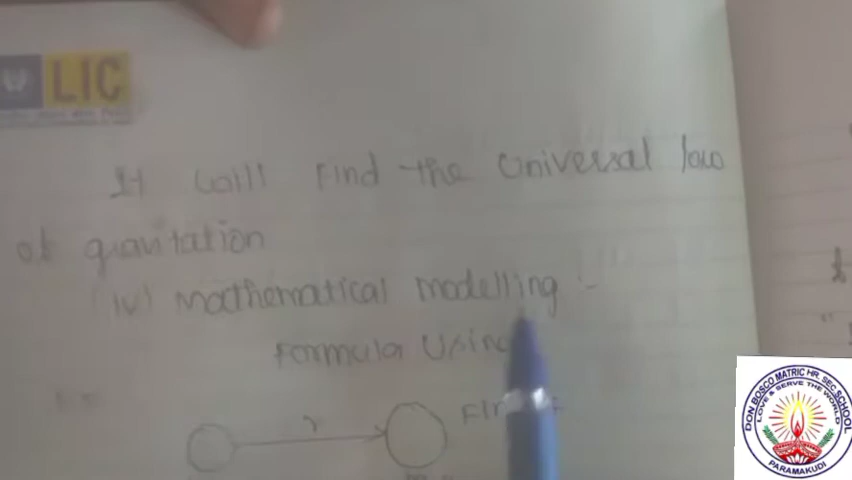 LIC
It will Find the Universal law
of gravitation
(iv) Mathematical modelling :-
Formula Using
r
DON BOSCO MATRIC HR. SEC. SCHOOL
LOVE & SERVE THE WORLD
PARAMAKUDI